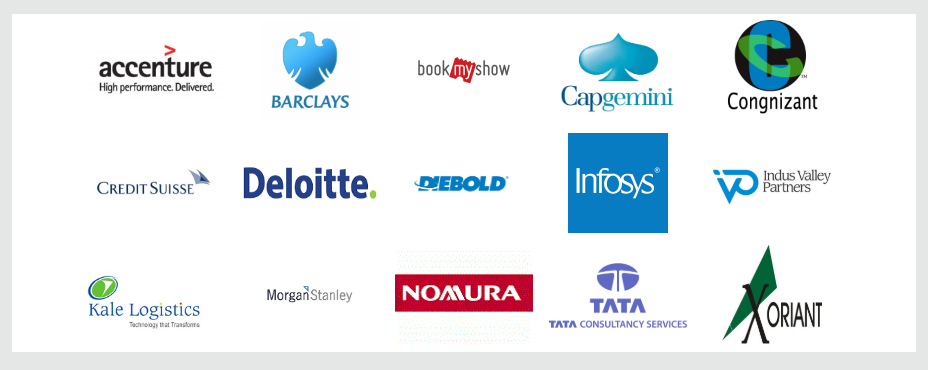 accenture
High performance. Delivered.
BARCLAYS
bookmyshow
Capgemini
Congnizant
CREDIT SUISSE
Deloitte.
DIEBOLD®
Infosys®
Indus Valley
Partners
Kale Logistics
Technology that Transforms
MorganStanley
NOMURA
TATA
TATA CONSULTANCY SERVICES
XORIANT